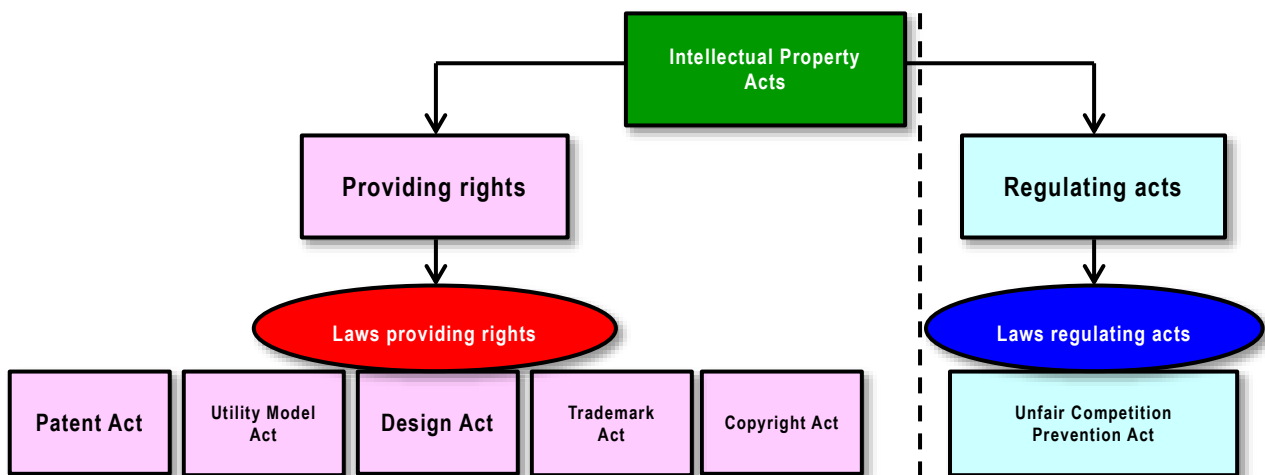 Intellectual Property
Acts
Providing rights
Regulating acts
Laws providing rights
Laws regulating acts
Patent Act
Utility Model
Act
Design Act
Trademark
Act
Copyright Act
Unfair Competition
Prevention Act